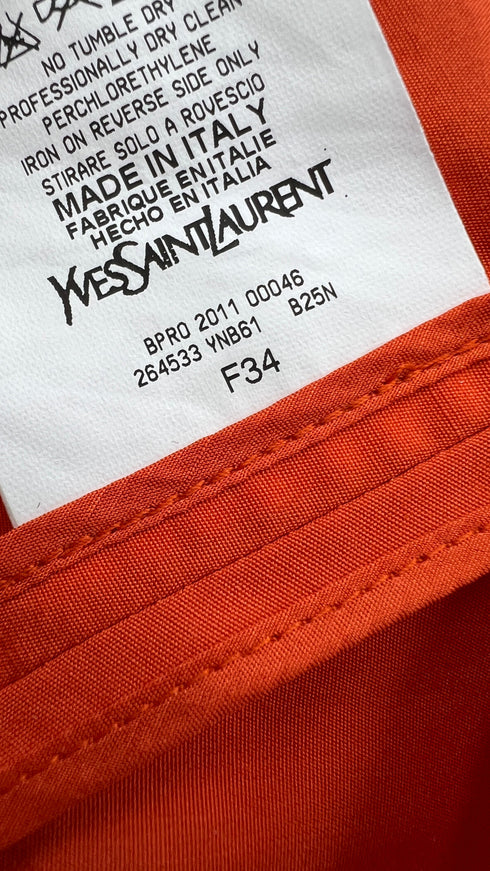 NO TUMBLE DRY
PROFESSIONALLY DRY CLEAN
PERCHLORETHYLENE
IRON ON REVERSE SIDE ONLY
STIRARE SOLO A ROVESCIO
MADE IN ITALY
FABRIQUE EN ITALIE
HECHO EN ITALIA
YVESSAINTLAURENT
BPRO 2011 00046
264533 YNB61 B25N
F34